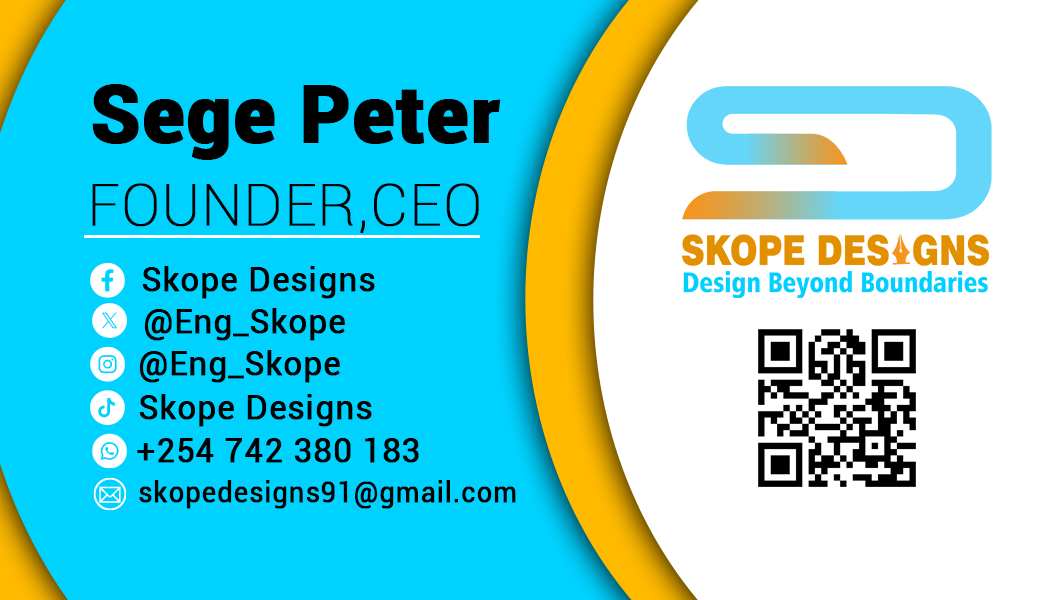 Sege Peter
FOUNDER,CEO
Skope Designs
@Eng_Skope
@Eng_Skope
Skope Designs
+254 742 380 183
skopedesigns91@gmail.com
SKOPE DESIGNS
Design Beyond Boundaries